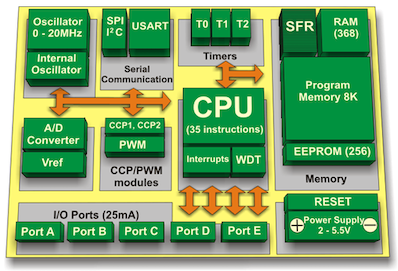 Oscillator
0 - 20MHz
Internal
Oscillator
SPI
I²C
USART
Serial
Communication
T0 T1 T2
Timers
SFR
RAM
(368)
Program
Memory 8K
EEPROM (256)
Memory
A/D
Converter
Vref
CCP1, CCP2
PWM
CCP/PWM
modules
CPU
(35 instructions)
Interrupts
WDT
I/O Ports (25mA)
Port A Port B Port C Port D Port E
RESET
+ Power Supply −
2 - 5.5V